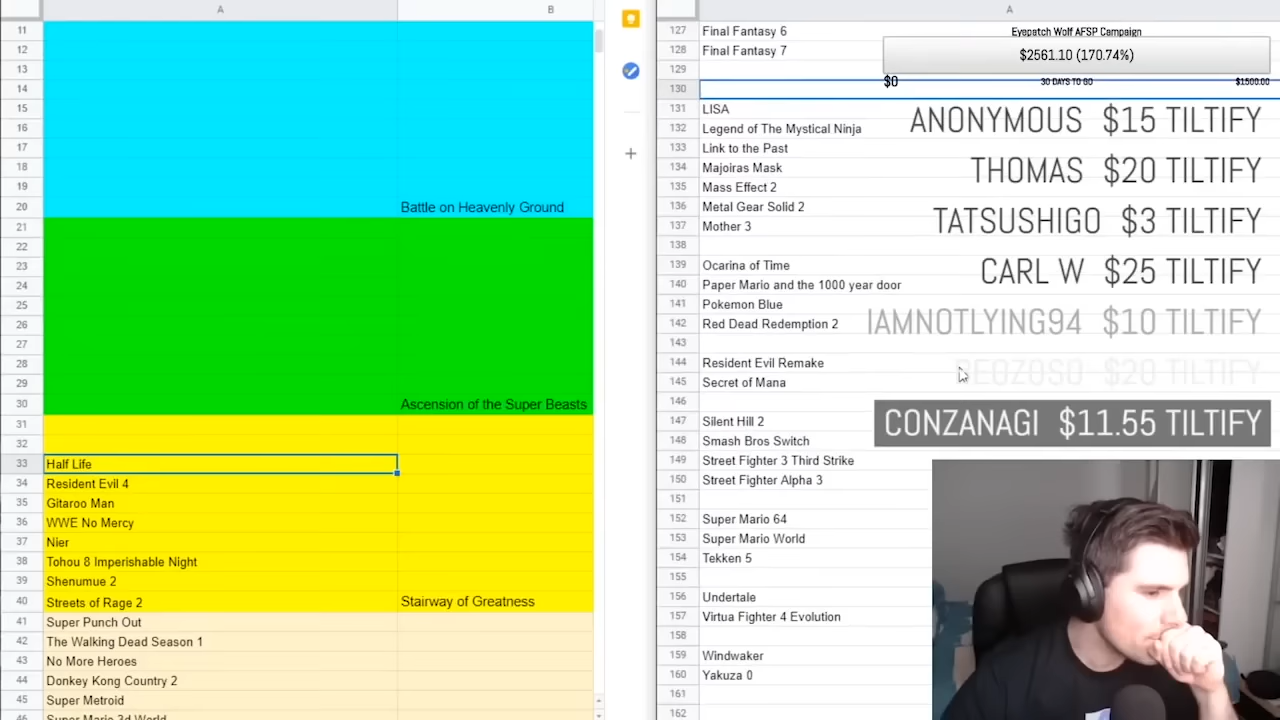 A
B
11
12
13
14
15
16
17
18
19
20 Battle on Heavenly Ground
21
22
23
24
25
26
27
28
29
30 Ascension of the Super Beasts
31
32
33 Half Life
34 Resident Evil 4
35 Gitaroo Man
36 WWE No Mercy
37 Nier
38 Tohou 8 Imperishable Night
39 Shenumue 2
40 Streets of Rage 2 Stairway of Greatness
41 Super Punch Out
42 The Walking Dead Season 1
43 No More Heroes
44 Donkey Kong Country 2
45 Super Metroid
46 Super Mario 3d World
A
127 Final Fantasy 6
128 Final Fantasy 7
129
130
131 LISA
132 Legend of The Mystical Ninja
133 Link to the Past
134 Majoiras Mask
135 Mass Effect 2
136 Metal Gear Solid 2
137 Mother 3
138
139 Ocarina of Time
140 Paper Mario and the 1000 year door
141 Pokemon Blue
142 Red Dead Redemption 2
143
144 Resident Evil Remake
145 Secret of Mana
146
147 Silent Hill 2
148 Smash Bros Switch
149 Street Fighter 3 Third Strike
150 Street Fighter Alpha 3
151
152 Super Mario 64
153 Super Mario World
154 Tekken 5
155
156 Undertale
157 Virtua Fighter 4 Evolution
158
159 Windwaker
160 Yakuza 0
161
162
Eyepatch Wolf AFSP Campaign
$2561.10 (170.74%)
$0 30 DAYS TO GO $1500.00
ANONYMOUS $15 TILTIFY
THOMAS $20 TILTIFY
TATSUSHIGO $3 TILTIFY
CARL W $25 TILTIFY
IAMNOTLYING94 $10 TILTIFY
$20 TILTIFY
CONZANAGI $11.55 TILTIFY